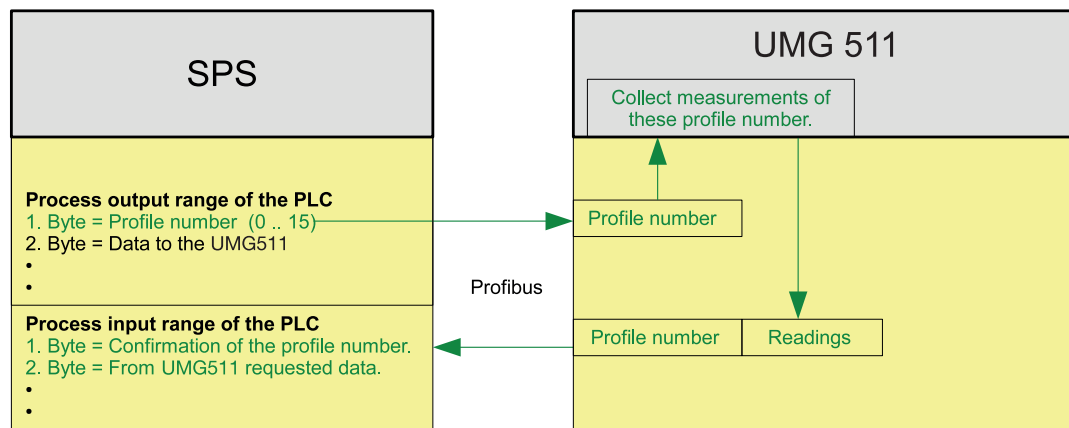 SPS
Process output range of the PLC
1. Byte = Profile number (0 .. 15)
2. Byte = Data to the UMG511
•
•
Process input range of the PLC
1. Byte = Confirmation of the profile number.
2. Byte = From UMG511 requested data.
•
•
Profibus
UMG 511
Collect measurements of
these profile number.
Profile number
Profile number
Readings